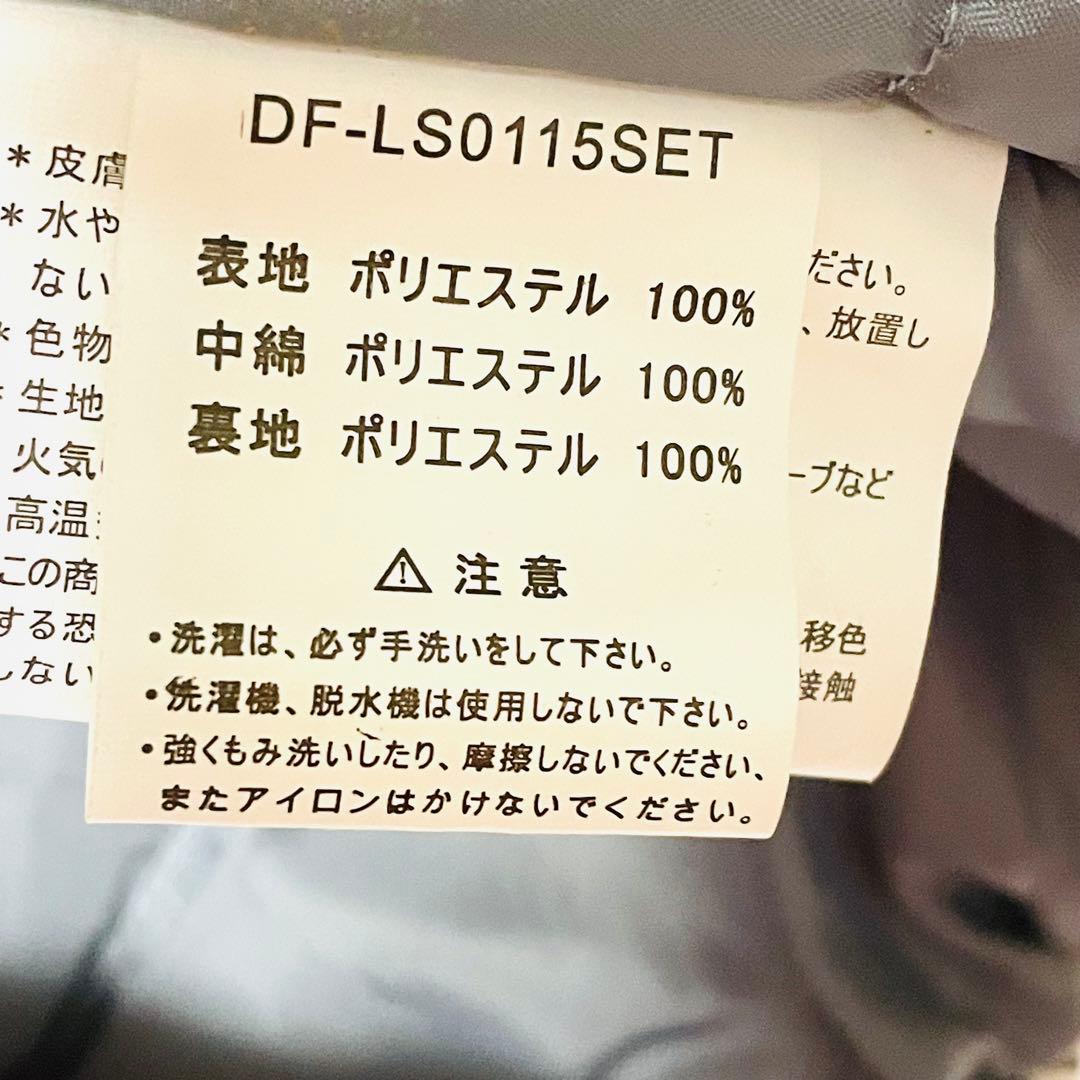 DF-LS0115SET
表地 ポリエステル 100%
中綿 ポリエステル 100%
裏地 ポリエステル 100%
⚠ 注意
・洗濯は、必ず手洗いをして下さい。
・洗濯機、脱水機は使用しないで下さい。
・強くもみ洗いしたり、摩擦しないでください、
またアイロンはかけないでください。
*皮膚
*水や
ない
*色物
*生地
火気
高温
この商
する恐
しない
ださい。
、放置し
ーブなど
移色
接触